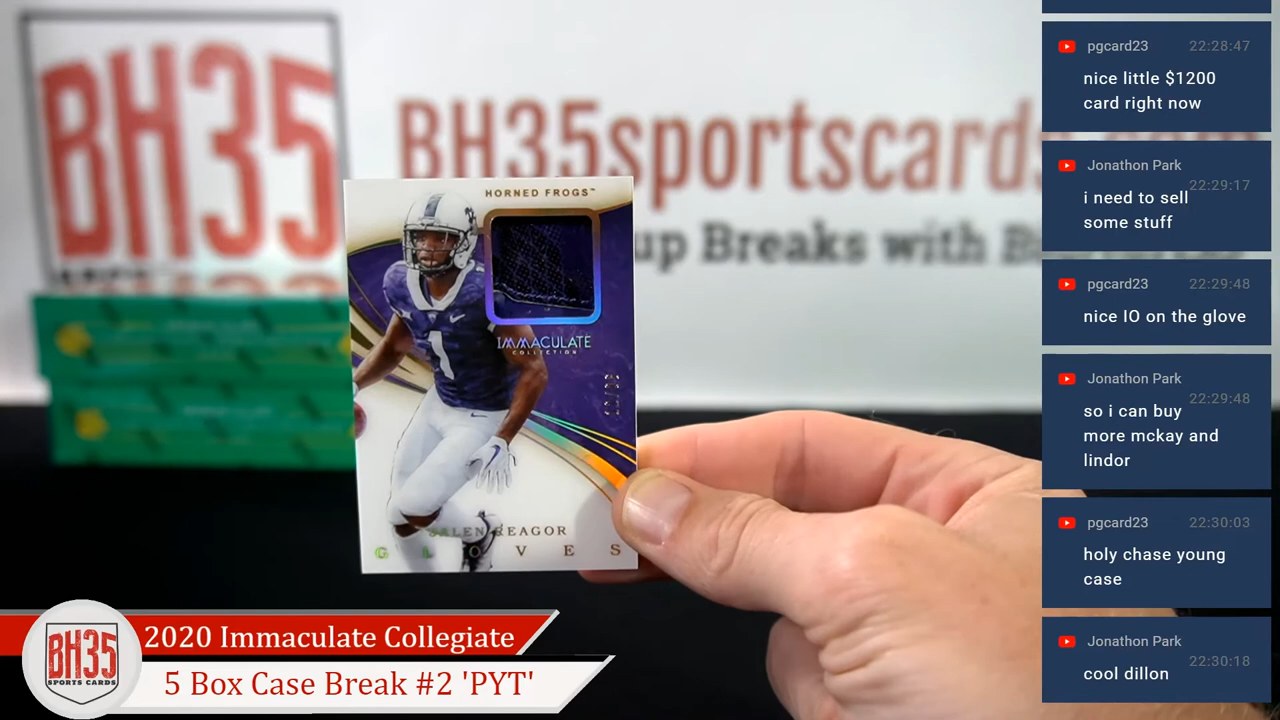 BH35
BH35sportscards
up Breaks with
HORNED FROGS™
1
IMMACULATE
COLLECTION
JALEN REAGOR
GLOVES
BH35
SPORTS CARDS
2020 Immaculate Collegiate
5 Box Case Break #2 'PYT'
pgcard23 22:28:47
nice little $1200
card right now
Jonathon Park
22:29:17
i need to sell
some stuff
pgcard23 22:29:48
nice IO on the glove
Jonathon Park
22:29:48
so i can buy
more mckay and
lindor
pgcard23 22:30:03
holy chase young
case
Jonathon Park
22:30:18
cool dillon